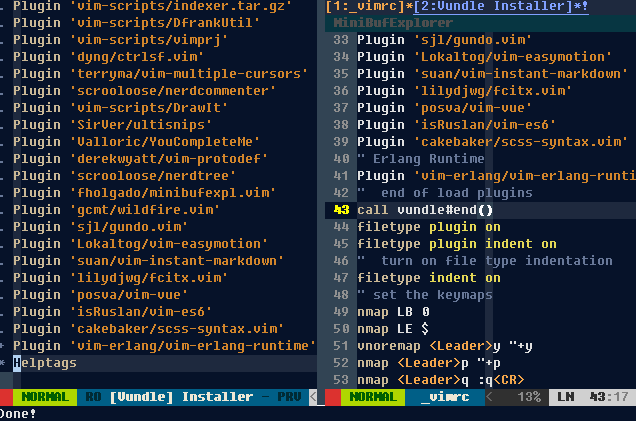 . Plugin 'vim-scripts/indexer.tar.gz'
. Plugin 'vim-scripts/DfrankUtil'
. Plugin 'vim-scripts/vimprj'
. Plugin 'dyng/ctrlsf.vim'
. Plugin 'terryma/vim-multiple-cursors'
. Plugin 'scrooloose/nerdcommenter'
. Plugin 'vim-scripts/DrawIt'
. Plugin 'SirVer/ultisnips'
. Plugin 'Valloric/YouCompleteMe'
. Plugin 'derekwyatt/vim-protodef'
. Plugin 'scrooloose/nerdtree'
. Plugin 'fholgado/minibufexpl.vim'
. Plugin 'gcmt/wildfire.vim'
. Plugin 'sjl/gundo.vim'
. Plugin 'Lokaltog/vim-easymotion'
. Plugin 'suan/vim-instant-markdown'
. Plugin 'lilydjwg/fcitx.vim'
. Plugin 'posva/vim-vue'
. Plugin 'isRuslan/vim-es6'
. Plugin 'cakebaker/scss-syntax.vim'
+ Plugin 'vim-erlang/vim-erlang-runtime'
* Helptags
NORMAL RO [Vundle] Installer - PRV <
[1:_vimrc]*[2:Vundle Installer]*!
MiniBufExplorer
33 Plugin 'sjl/gundo.vim'
34 Plugin 'Lokaltog/vim-easymotion'
35 Plugin 'suan/vim-instant-markdown'
36 Plugin 'lilydjwg/fcitx.vim'
37 Plugin 'posva/vim-vue'
38 Plugin 'isRuslan/vim-es6'
39 Plugin 'cakebaker/scss-syntax.vim'
40 " Erlang Runtime
41 Plugin 'vim-erlang/vim-erlang-runti
42 "  end of load plugins
43 call vundle#end()
44 filetype plugin on
45 filetype plugin indent on
46 "  turn on file type indentation
47 filetype indent on
48 " set the keymaps
49 nmap LB 0
50 nmap LE $
51 vnoremap <Leader>y "+y
52 nmap <Leader>p "+p
53 nmap <Leader>q :q<CR>
NORMAL _vimrc < 13% LN 43:17
Done!